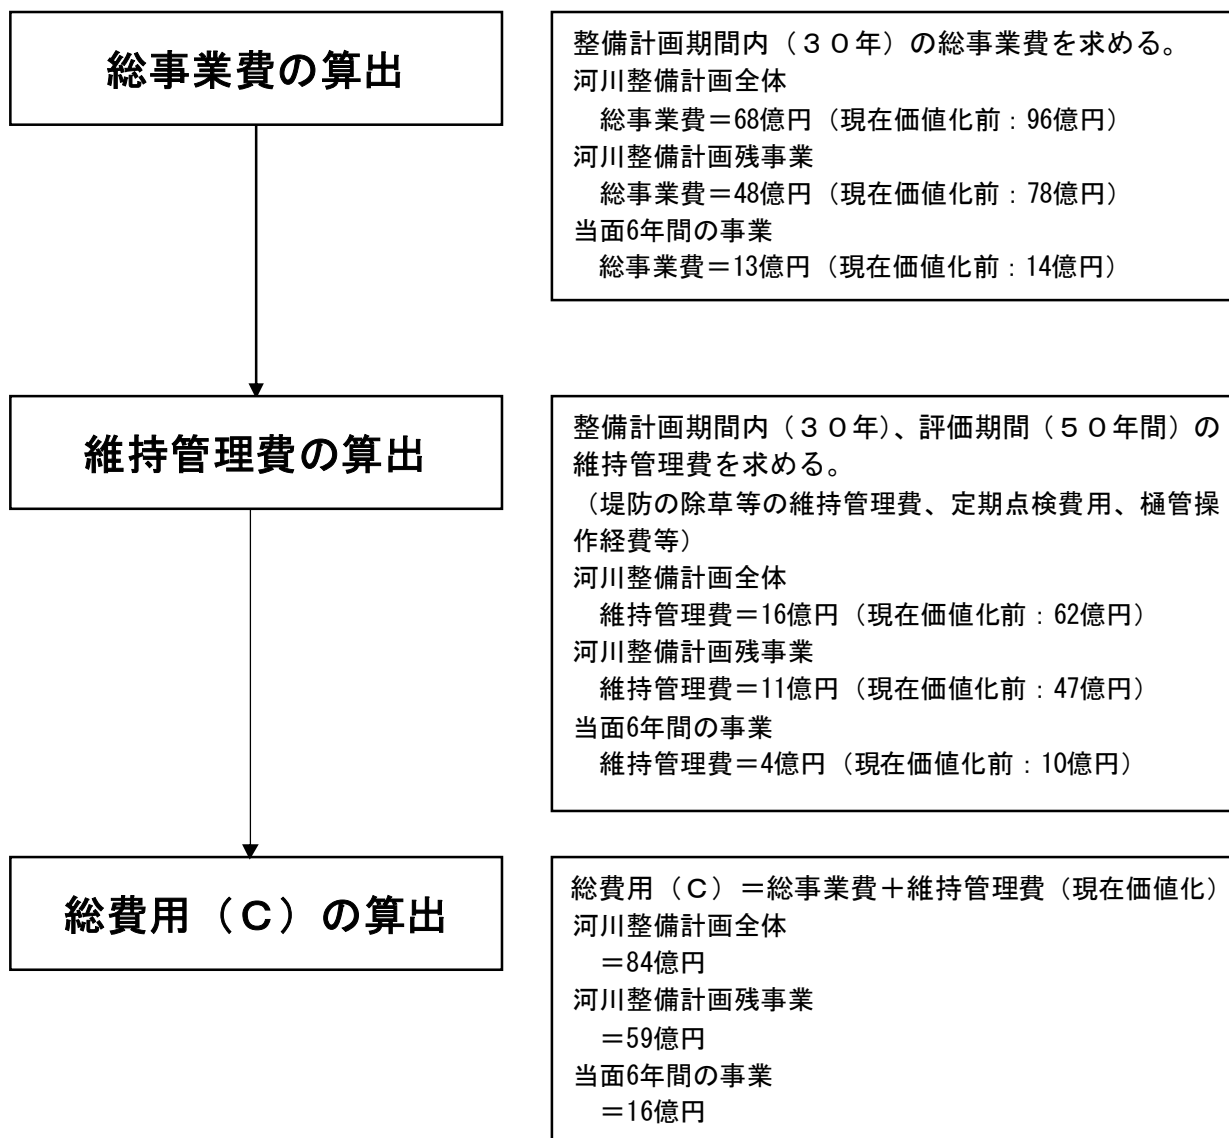 総事業費の算出
整備計画期間内（３０年）の総事業費を求める。
河川整備計画全体
総事業費＝68億円（現在価値化前：96億円）
河川整備計画残事業
総事業費＝48億円（現在価値化前：78億円）
当面6年間の事業
総事業費＝13億円（現在価値化前：14億円）
維持管理費の算出
整備計画期間内（３０年）、評価期間（５０年間）の
維持管理費を求める。
（堤防の除草等の維持管理費、定期点検費用、樋管操
作経費等）
河川整備計画全体
維持管理費＝16億円（現在価値化前：62億円）
河川整備計画残事業
維持管理費＝11億円（現在価値化前：47億円）
当面6年間の事業
維持管理費＝4億円（現在価値化前：10億円）
総費用（Ｃ）の算出
総費用（Ｃ）＝総事業費＋維持管理費（現在価値化）
河川整備計画全体
＝84億円
河川整備計画残事業
＝59億円
当面6年間の事業
＝16億円